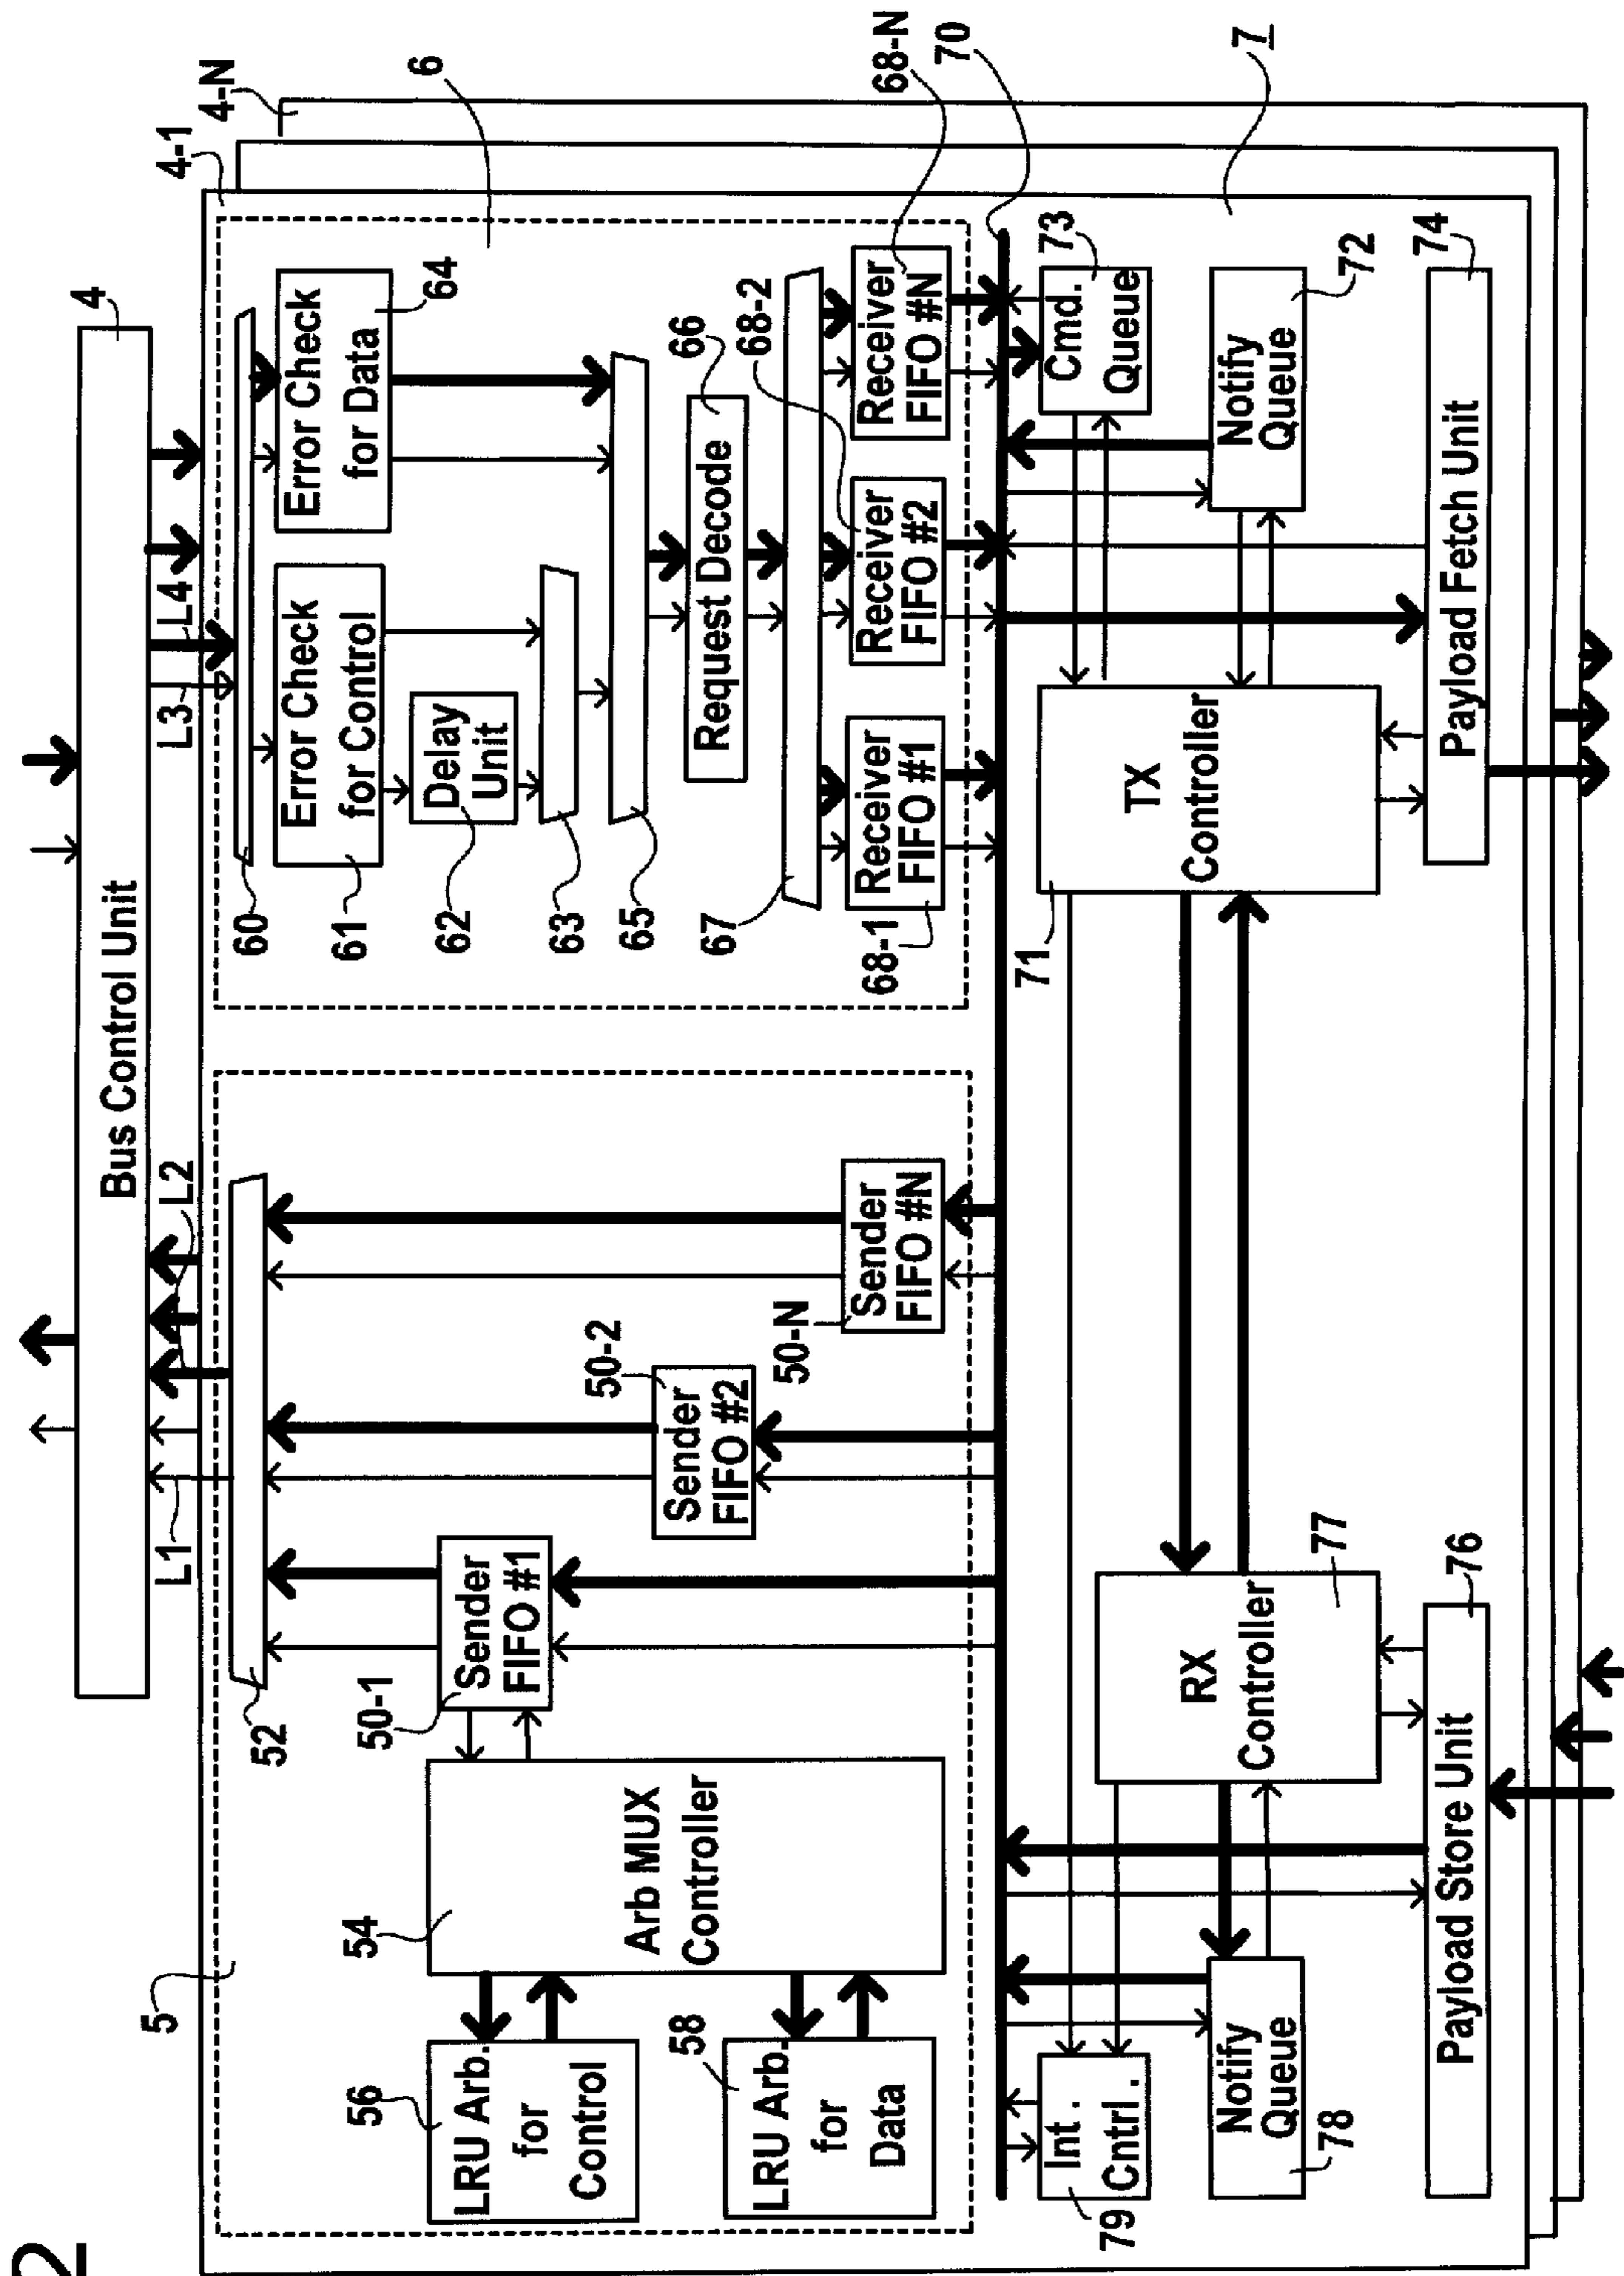 2
4
Bus Control Unit
L1
L2
L3
L4
4-1
4-N
5
6
52
60
Error Check
for Control
61
Error Check
for Data
64
Delay
Unit
62
63
65
Request Decode
66
67
Sender
FIFO #1
50-1
Sender
FIFO #2
50-2
Sender
FIFO #N
50-N
Arb MUX
Controller
54
LRU Arb.
for
Control
56
LRU Arb.
for
Data
58
Receiver
FIFO #1
68-1
Receiver
FIFO #2
68-2
Receiver
FIFO #N
68-N
70
7
Int .
Cntrl .
79
Notify
Queue
78
RX
Controller
77
Payload Store Unit
76
TX
Controller
71
Cmd.
Queue
73
Notify
Queue
72
Payload Fetch Unit
74